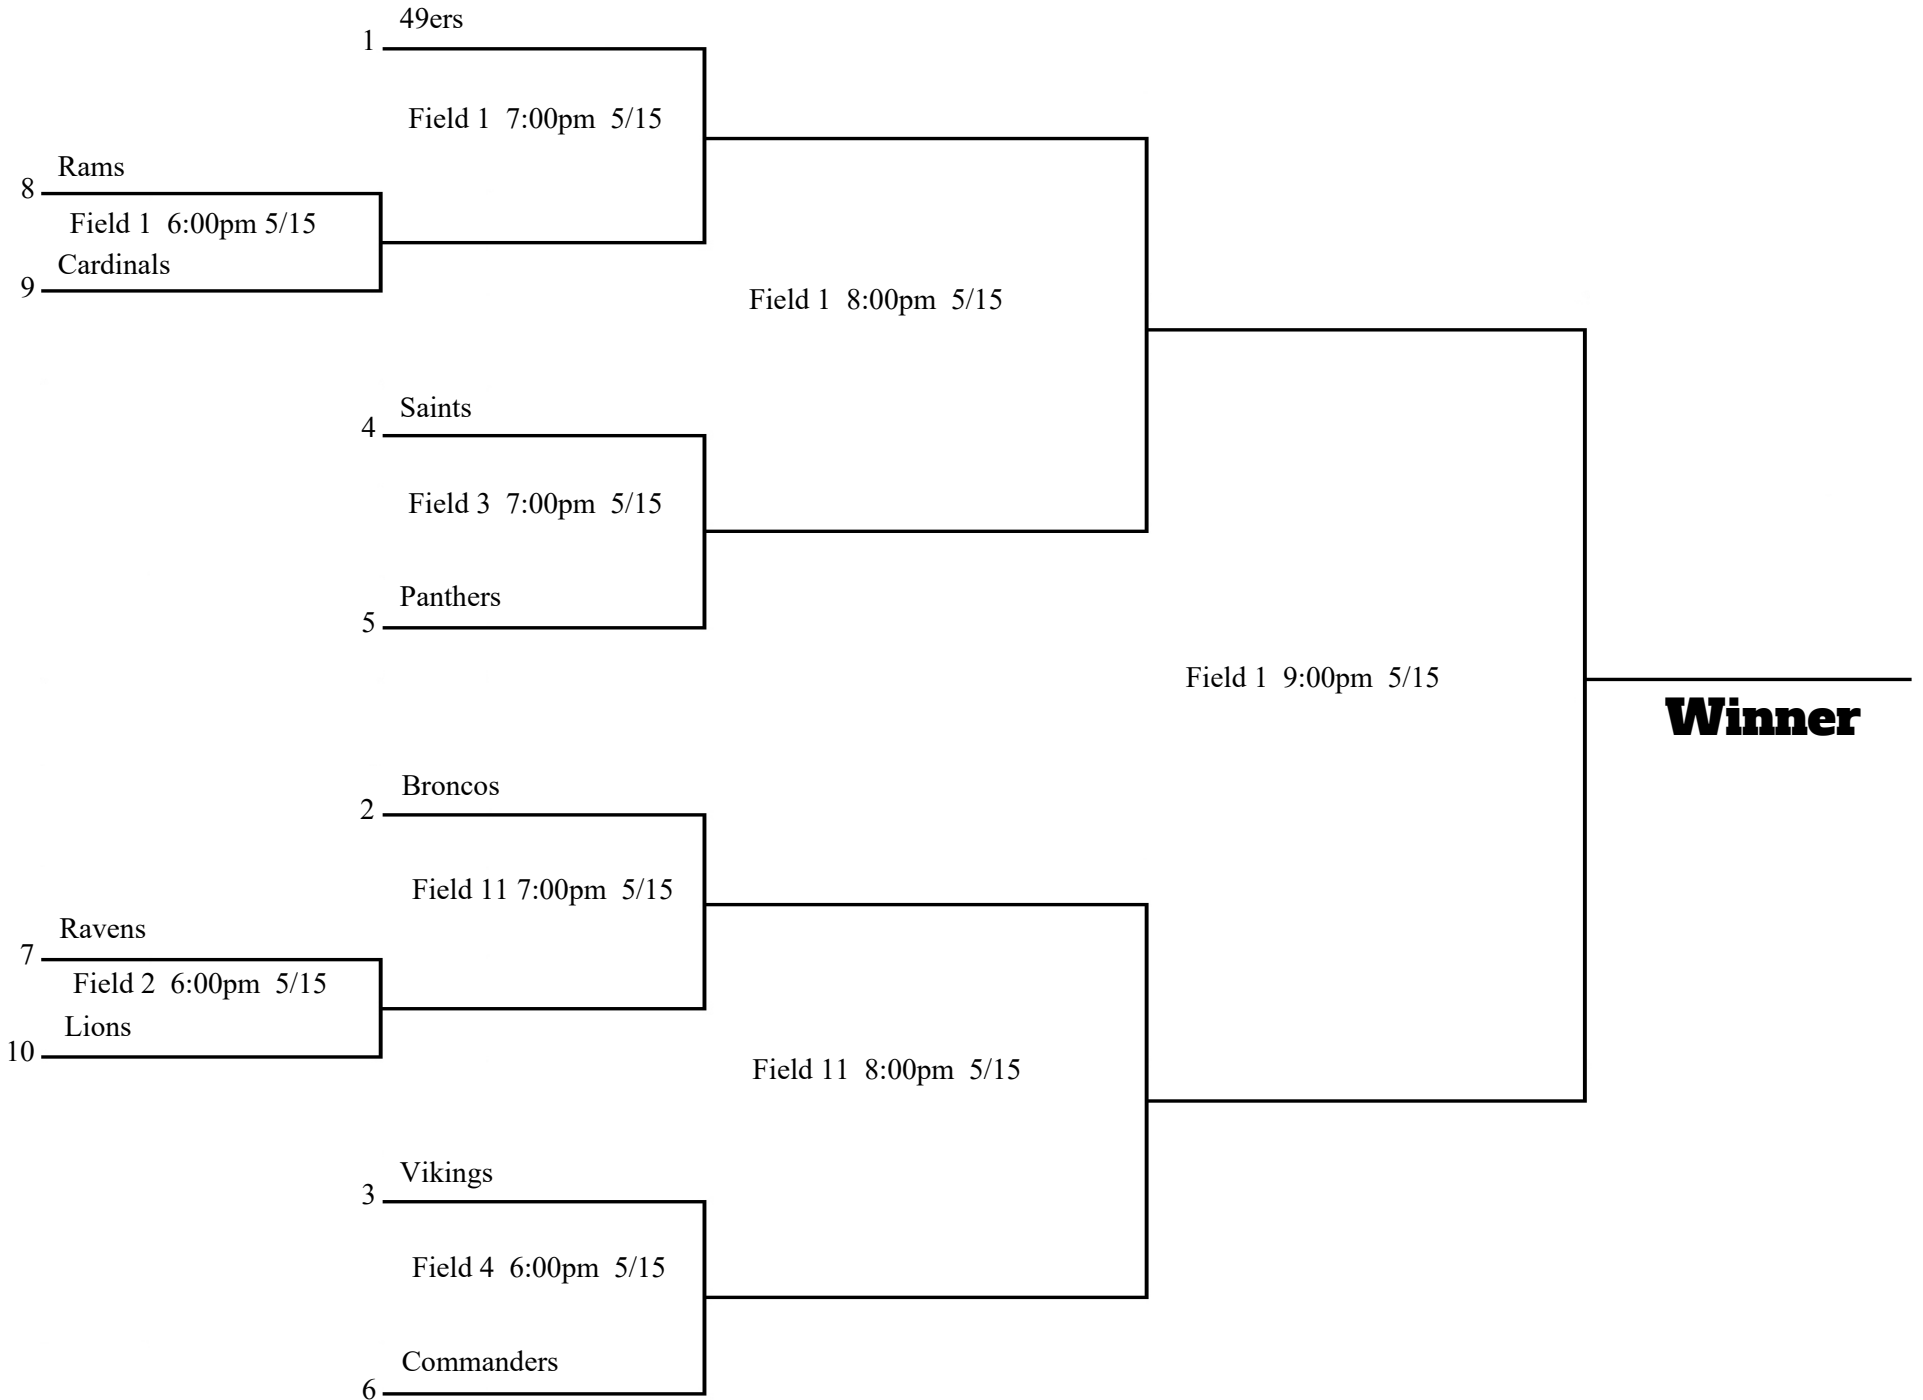 49ers
1
Field 1 7:00pm 5/15
Rams
8
Field 1 6:00pm 5/15
Cardinals
9
Field 1 8:00pm 5/15
Saints
4
Field 3 7:00pm 5/15
Panthers
5
Field 1 9:00pm 5/15
Winner
Broncos
2
Field 11 7:00pm 5/15
Ravens
7
Field 2 6:00pm 5/15
Lions
10
Field 11 8:00pm 5/15
Vikings
3
Field 4 6:00pm 5/15
Commanders
6